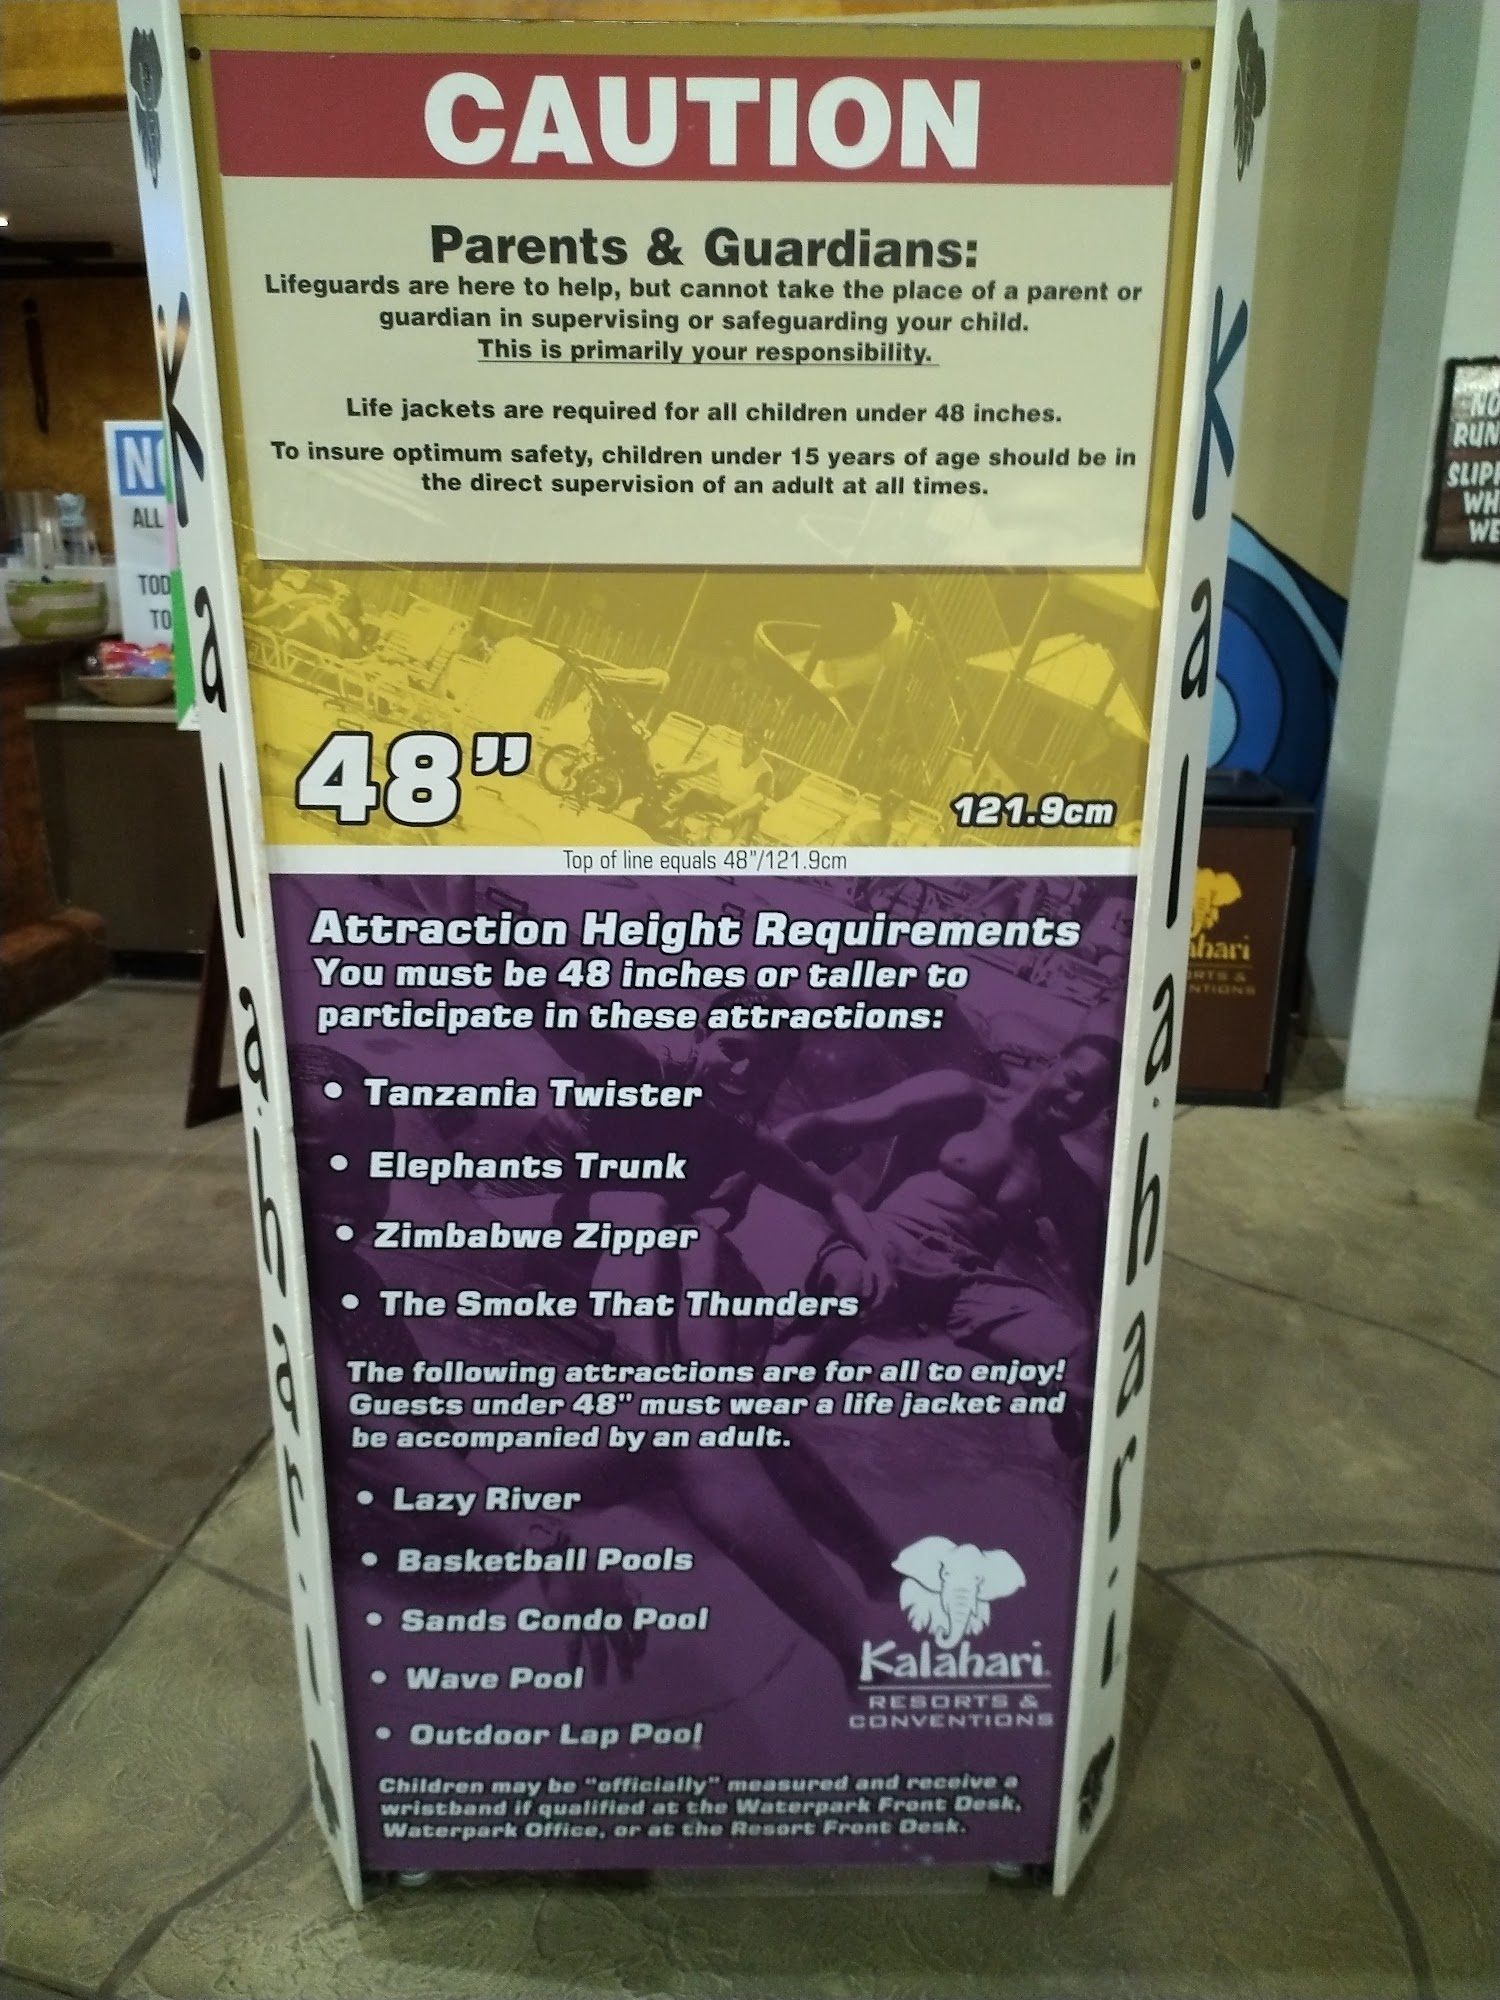 CAUTION
Parents & Guardians:
Lifeguards are here to help, but cannot take the place of a parent or
guardian in supervising or safeguarding your child.
This is primarily your responsibility.
Life jackets are required for all children under 48 inches.
To insure optimum safety, children under 15 years of age should be in
the direct supervision of an adult at all times.
48”
121.9cm
Top of line equals 48”/121.9cm
Attraction Height Requirements
You must be 48 inches or taller to
participate in these attractions:
• Tanzania Twister
• Elephants Trunk
• Zimbabwe Zipper
• The Smoke That Thunders
The following attractions are for all to enjoy!
Guests under 48" must wear a life jacket and
be accompanied by an adult.
• Lazy River
• Basketball Pools
• Sands Condo Pool
• Wave Pool
• Outdoor Lap Pool
Kalahari
RESORTS &
CONVENTIONS
Children may be "officially" measured and receive a
wristband if qualified at the Waterpark Front Desk,
Waterpark Office, or at the Resort Front Desk.
Kalahari
Kalahari
ALL
NO